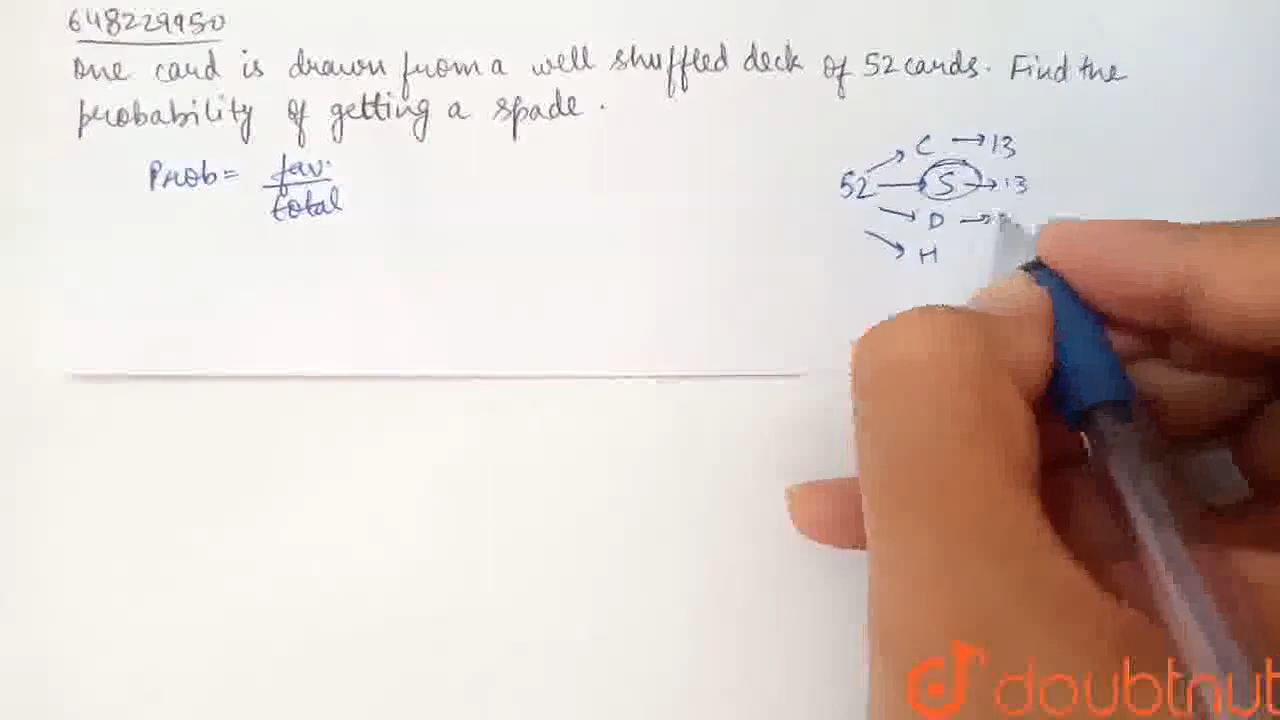 648229950
One card is drawn from a well shuffled deck of 52 cards. Find the
probability of getting a spade.
Prob = fav.
total
52
C → 13
S → 13
D →
H
doubtnut